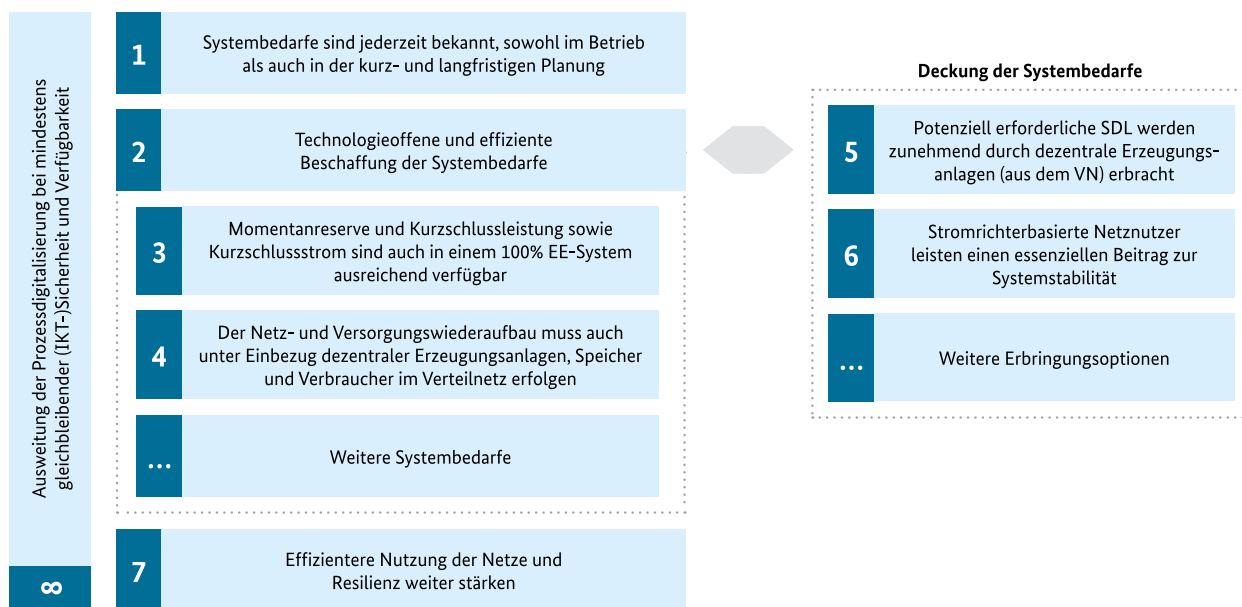 Ausweitung der Prozessdigitalisierung bei mindestens
gleichbleibender (IKT-)Sicherheit und Verfügbarkeit
8
1
Systembedarfe sind jederzeit bekannt, sowohl im Betrieb
als auch in der kurz- und langfristigen Planung
2
Technologieoffene und effiziente
Beschaffung der Systembedarfe
3
Momentanreserve und Kurzschlussleistung sowie
Kurzschlussstrom sind auch in einem 100% EE-System
ausreichend verfügbar
4
Der Netz- und Versorgungswiederaufbau muss auch
unter Einbezug dezentraler Erzeugungsanlagen, Speicher
und Verbraucher im Verteilnetz erfolgen
...
Weitere Systembedarfe
7
Effizientere Nutzung der Netze und
Resilienz weiter stärken
Deckung der Systembedarfe
5
Potenziell erforderliche SDL werden
zunehmend durch dezentrale Erzeugungs-
anlagen (aus dem VN) erbracht
6
Stromrichterbasierte Netznutzer
leisten einen essenziellen Beitrag zur
Systemstabilität
...
Weitere Erbringungsoptionen